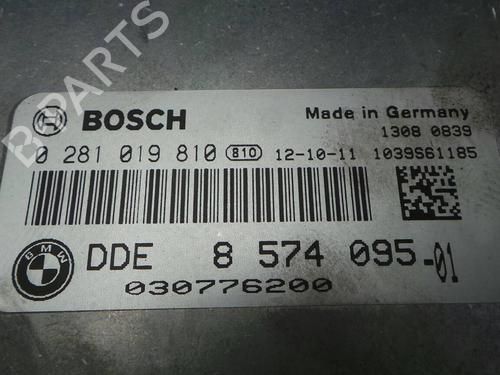 BOSCH
Made in Germany
1308 0839
0 281 019 810 810 12-10-11 1039S61185
BMW
DDE 8 574 095-01
030776200
B-PARTS